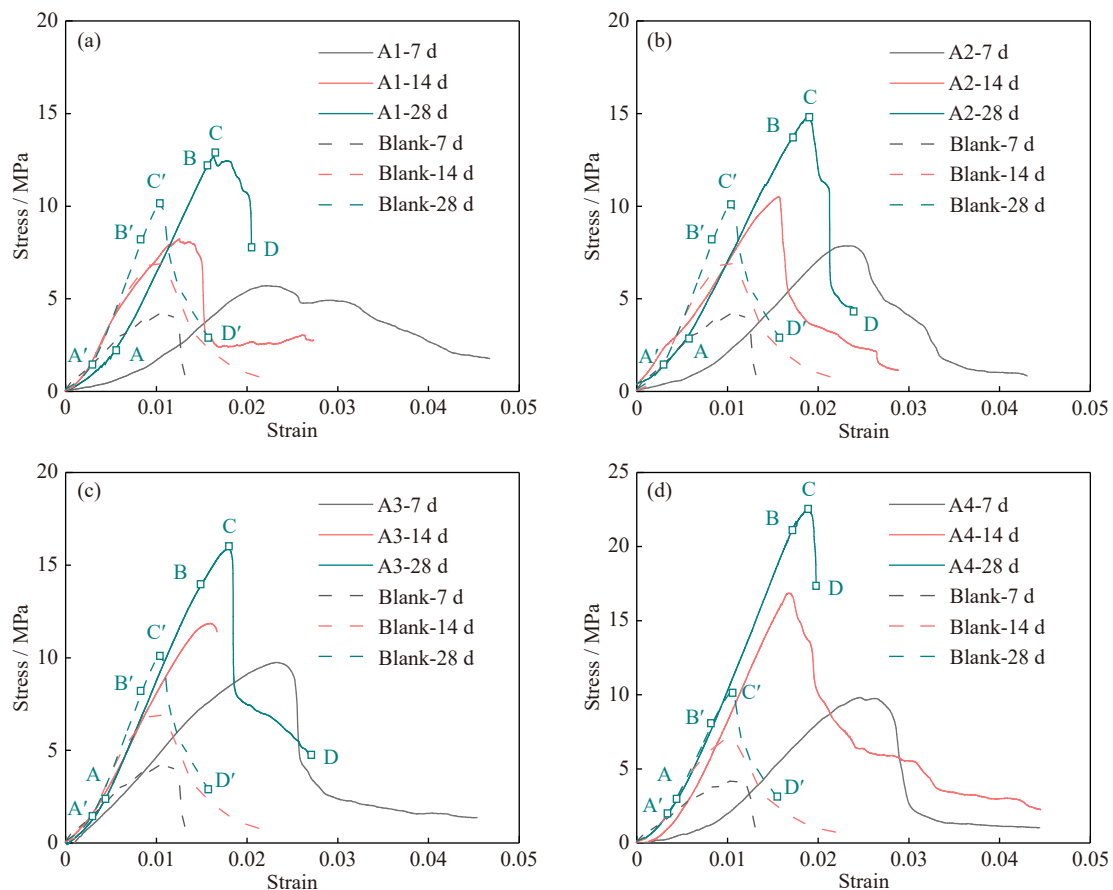 (a)
20
15
10
5
0
0
0.01
0.02
0.03
0.04
0.05
Stress / MPa
Strain
A1-7 d
A1-14 d
A1-28 d
Blank-7 d
Blank-14 d
Blank-28 d
A
B
C
D
A′
B′
C′
D′
(b)
20
15
10
5
0
0
0.01
0.02
0.03
0.04
0.05
Stress / MPa
Strain
A2-7 d
A2-14 d
A2-28 d
Blank-7 d
Blank-14 d
Blank-28 d
A
B
C
D
A′
B′
C′
D′
(c)
20
15
10
5
0
0
0.01
0.02
0.03
0.04
0.05
Stress / MPa
Strain
A3-7 d
A3-14 d
A3-28 d
Blank-7 d
Blank-14 d
Blank-28 d
A
B
C
D
A′
B′
C′
D′
(d)
25
20
15
10
5
0
0
0.01
0.02
0.03
0.04
0.05
Stress / MPa
Strain
A4-7 d
A4-14 d
A4-28 d
Blank-7 d
Blank-14 d
Blank-28 d
A
B
C
D
A′
B′
C′
D′